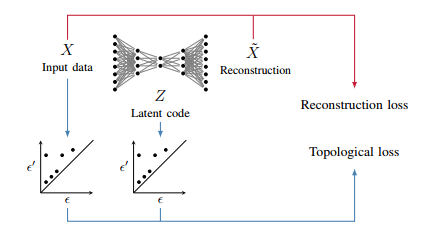 X
Input data
Z
Latent code
X̃
Reconstruction
Reconstruction loss
Topological loss
ϵ′
ϵ
ϵ′
ϵ